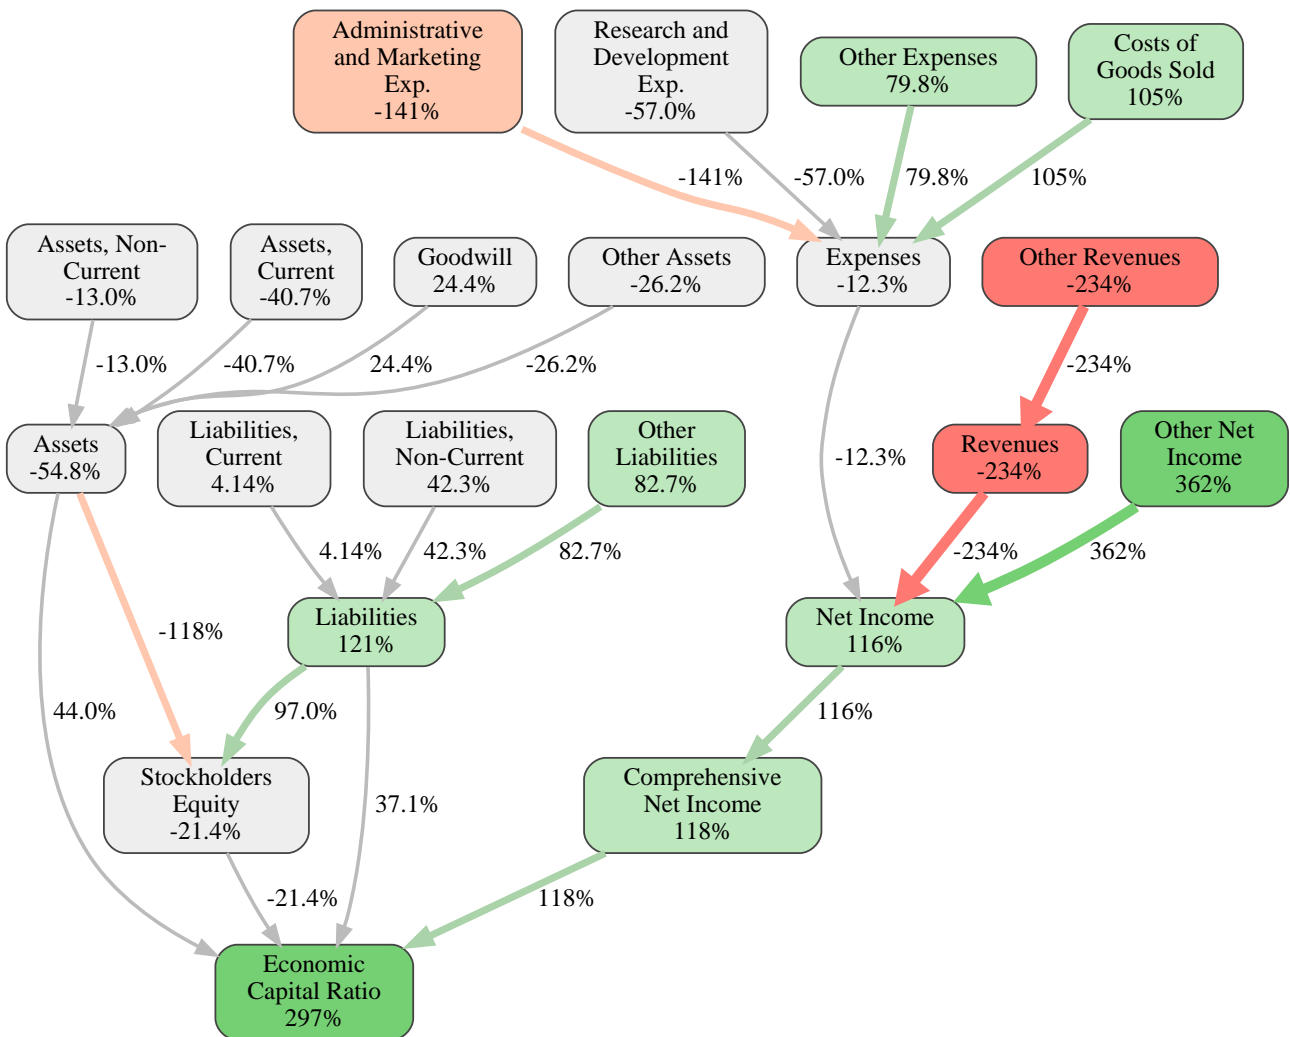 Administrative
and Marketing
Exp.
-141%
Research and
Development
Exp.
-57.0%
Other Expenses
79.8%
Costs of
Goods Sold
105%
-141%
-57.0%
79.8%
105%
Assets, Non-
Current
-13.0%
Assets,
Current
-40.7%
Goodwill
24.4%
Other Assets
-26.2%
Expenses
-12.3%
Other Revenues
-234%
-13.0%
-40.7%
24.4%
-26.2%
-234%
Assets
-54.8%
Liabilities,
Current
4.14%
Liabilities,
Non-Current
42.3%
Other
Liabilities
82.7%
-12.3%
Revenues
-234%
Other Net
Income
362%
4.14%
42.3%
82.7%
-234%
362%
-118%
Liabilities
121%
Net Income
116%
44.0%
97.0%
116%
Stockholders
Equity
-21.4%
37.1%
Comprehensive
Net Income
118%
-21.4%
118%
Economic
Capital Ratio
297%